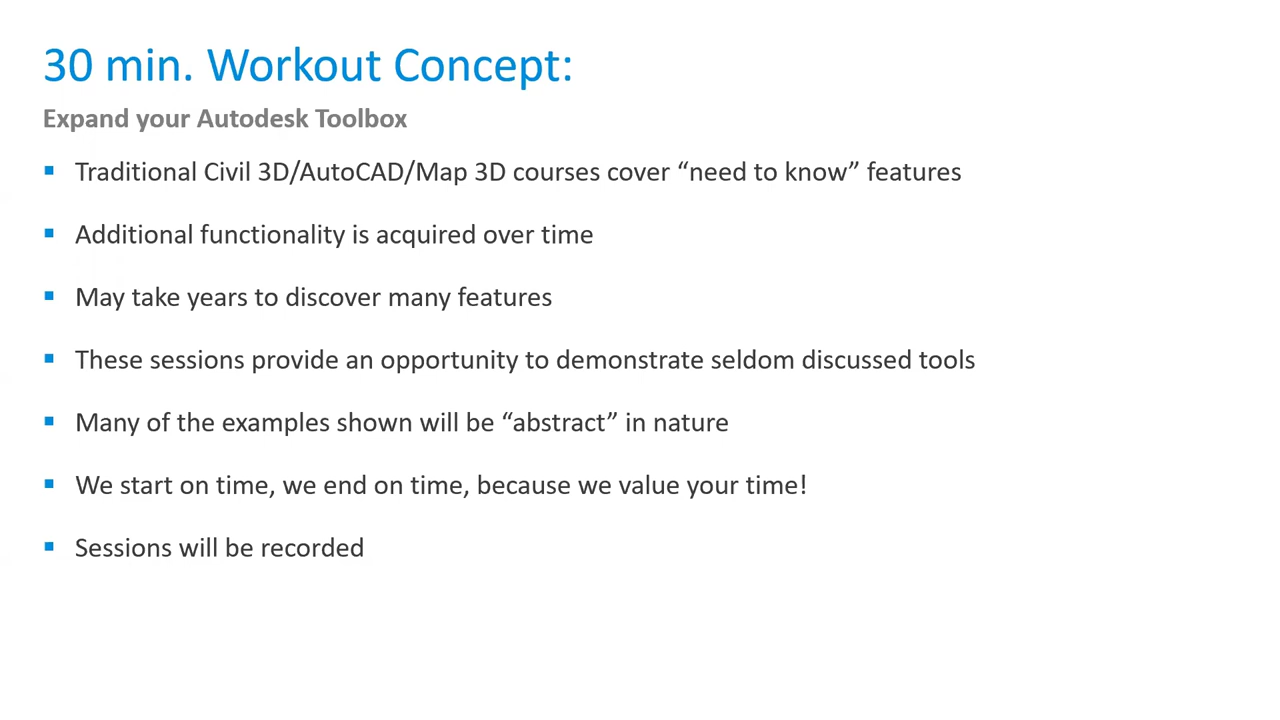 30 min. Workout Concept:
Expand your Autodesk Toolbox
▪ Traditional Civil 3D/AutoCAD/Map 3D courses cover “need to know” features
▪ Additional functionality is acquired over time
▪ May take years to discover many features
▪ These sessions provide an opportunity to demonstrate seldom discussed tools
▪ Many of the examples shown will be “abstract” in nature
▪ We start on time, we end on time, because we value your time!
▪ Sessions will be recorded